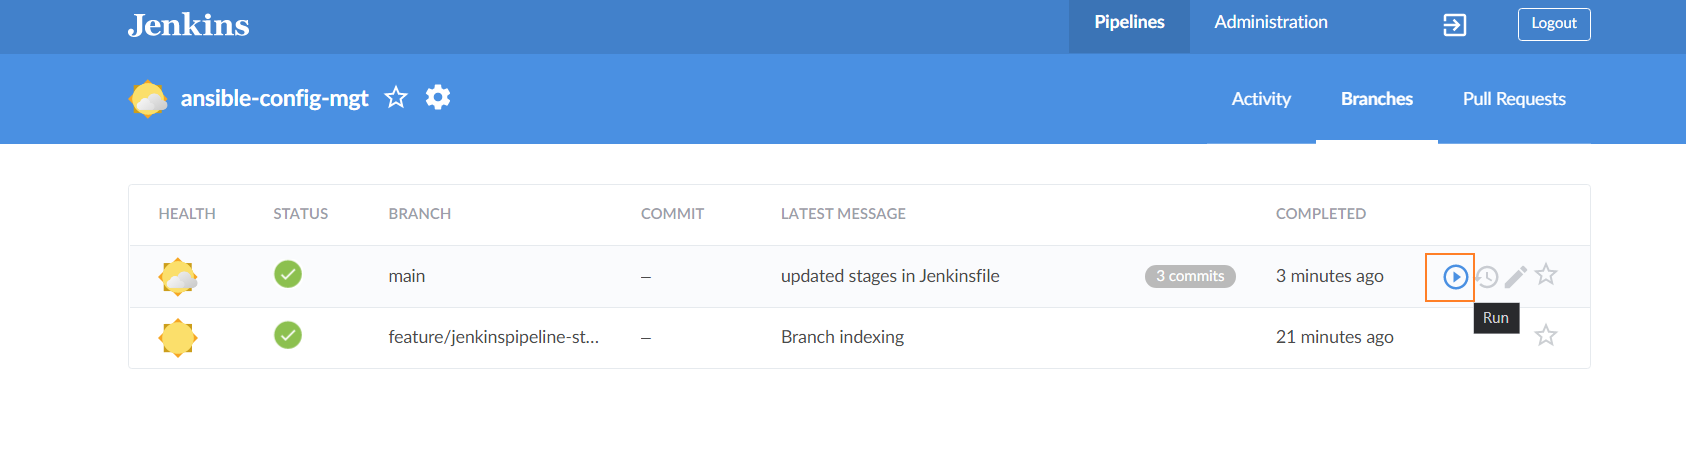 Jenkins
Pipelines Administration Logout
ansible-config-mgt Activity Branches Pull Requests
HEALTH STATUS BRANCH COMMIT LATEST MESSAGE COMPLETED
main – updated stages in Jenkinsfile 3 commits 3 minutes ago
Run
feature/jenkinspipeline-st... – Branch indexing 21 minutes ago